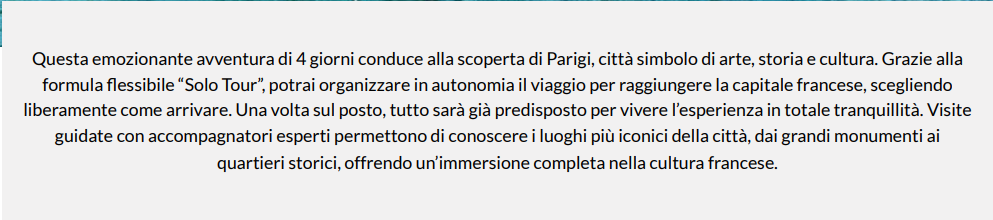 Questa emozionante avventura di 4 giorni conduce alla scoperta di Parigi, città simbolo di arte, storia e cultura. Grazie alla
formula flessibile “Solo Tour”, potrai organizzare in autonomia il viaggio per raggiungere la capitale francese, scegliendo
liberamente come arrivare. Una volta sul posto, tutto sarà già predisposto per vivere l’esperienza in totale tranquillità. Visite
guidate con accompagnatori esperti permettono di conoscere i luoghi più iconici della città, dai grandi monumenti ai
quartieri storici, offrendo un’immersione completa nella cultura francese.